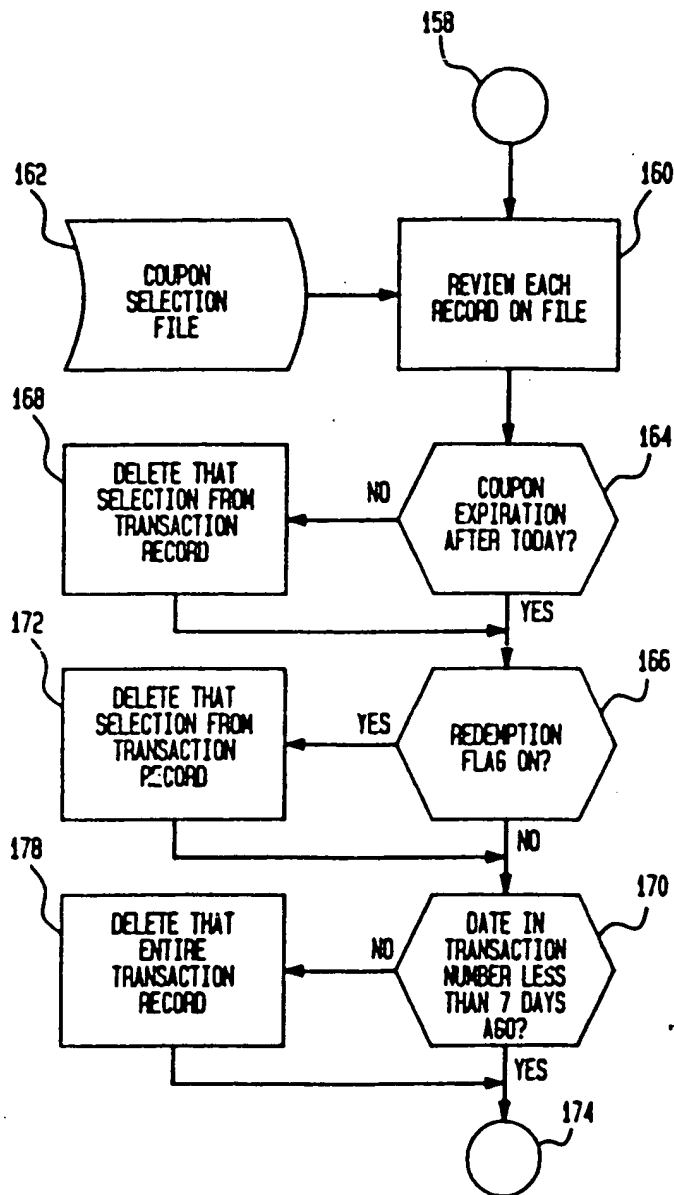 158
162
160
COUPON
SELECTION
FILE
REVIEW EACH
RECORD ON FILE
168
164
DELETE THAT
SELECTION FROM
TRANSACTION
RECORD
NO
COUPON
EXPIRATION
AFTER TODAY?
YES
172
166
DELETE THAT
SELECTION FROM
TRANSACTION
RECORD
YES
REDEMPTION
FLAG ON?
NO
178
170
DELETE THAT
ENTIRE
TRANSACTION
RECORD
NO
DATE IN
TRANSACTION
NUMBER LESS
THAN 7 DAYS
AGO?
YES
174